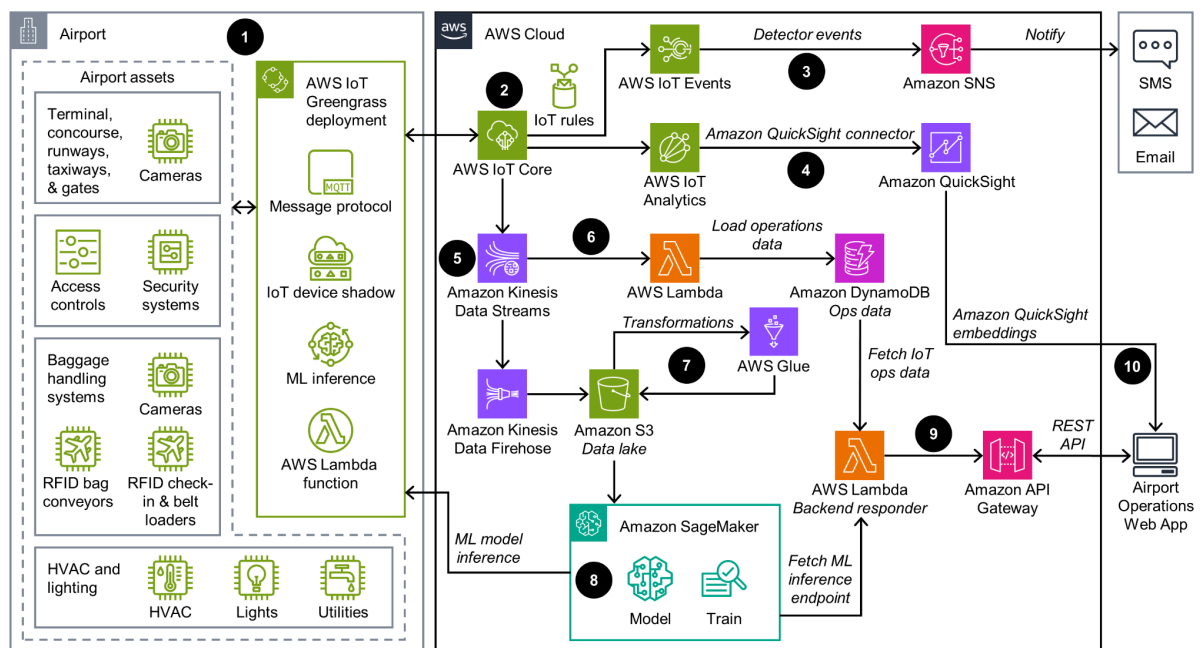 Airport
1
Airport assets
Terminal,
concourse,
runways,
taxiways,
& gates
Cameras
Access
controls
Security
systems
Baggage
handling
systems
Cameras
RFID bag
conveyors
RFID check-
in & belt
loaders
HVAC and
lighting
HVAC
Lights
Utilities
AWS IoT
Greengrass
deployment
MQTT
Message protocol
IoT device shadow
ML inference
AWS Lambda
function
aws
AWS Cloud
2
IoT rules
AWS IoT Core
AWS IoT Events
Detector events
3
Amazon SNS
Notify
SMS
Email
AWS IoT
Analytics
Amazon QuickSight connector
4
Amazon QuickSight
5
Amazon Kinesis
Data Streams
6
AWS Lambda
Load operations
data
Amazon DynamoDB
Ops data
Amazon QuickSight
embeddings
Transformations
7
AWS Glue
Fetch IoT
ops data
10
Amazon Kinesis
Data Firehose
Amazon S3
Data lake
AWS Lambda
Backend responder
9
Amazon API
Gateway
REST
API
Airport
Operations
Web App
ML model
inference
Amazon SageMaker
8
Model
Train
Fetch ML
inference
endpoint